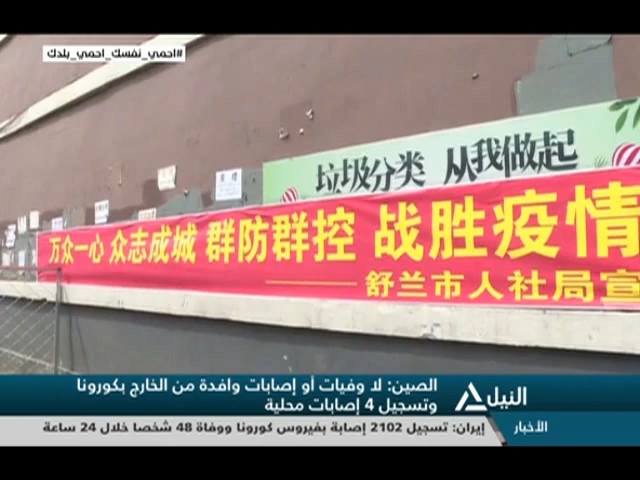 #احمي_نفسك_احمي_بلدك
垃圾分类 从我做起
万众一心 众志成城 群防群控 战胜疫情
舒兰市人社局宣
الصين: لا وفيات أو إصابات وافدة من الخارج بكورونا
وتسجيل 4 إصابات محلية
النيل
الأخبار
إيران: تسجيل 2102 إصابة بفيروس كورونا ووفاة 48 شخصا خلال 24 ساعة